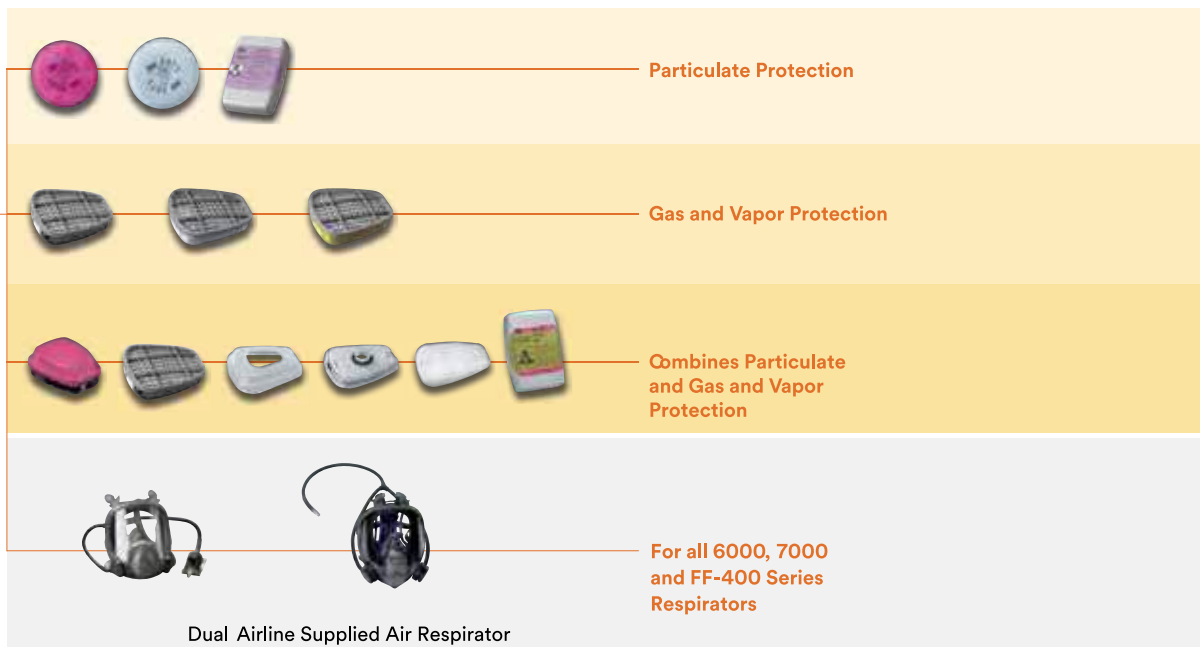 Particulate Protection
Gas and Vapor Protection
Combines Particulate
and Gas and Vapor
Protection
For all 6000, 7000
and FF-400 Series
Respirators
Dual Airline Supplied Air Respirator